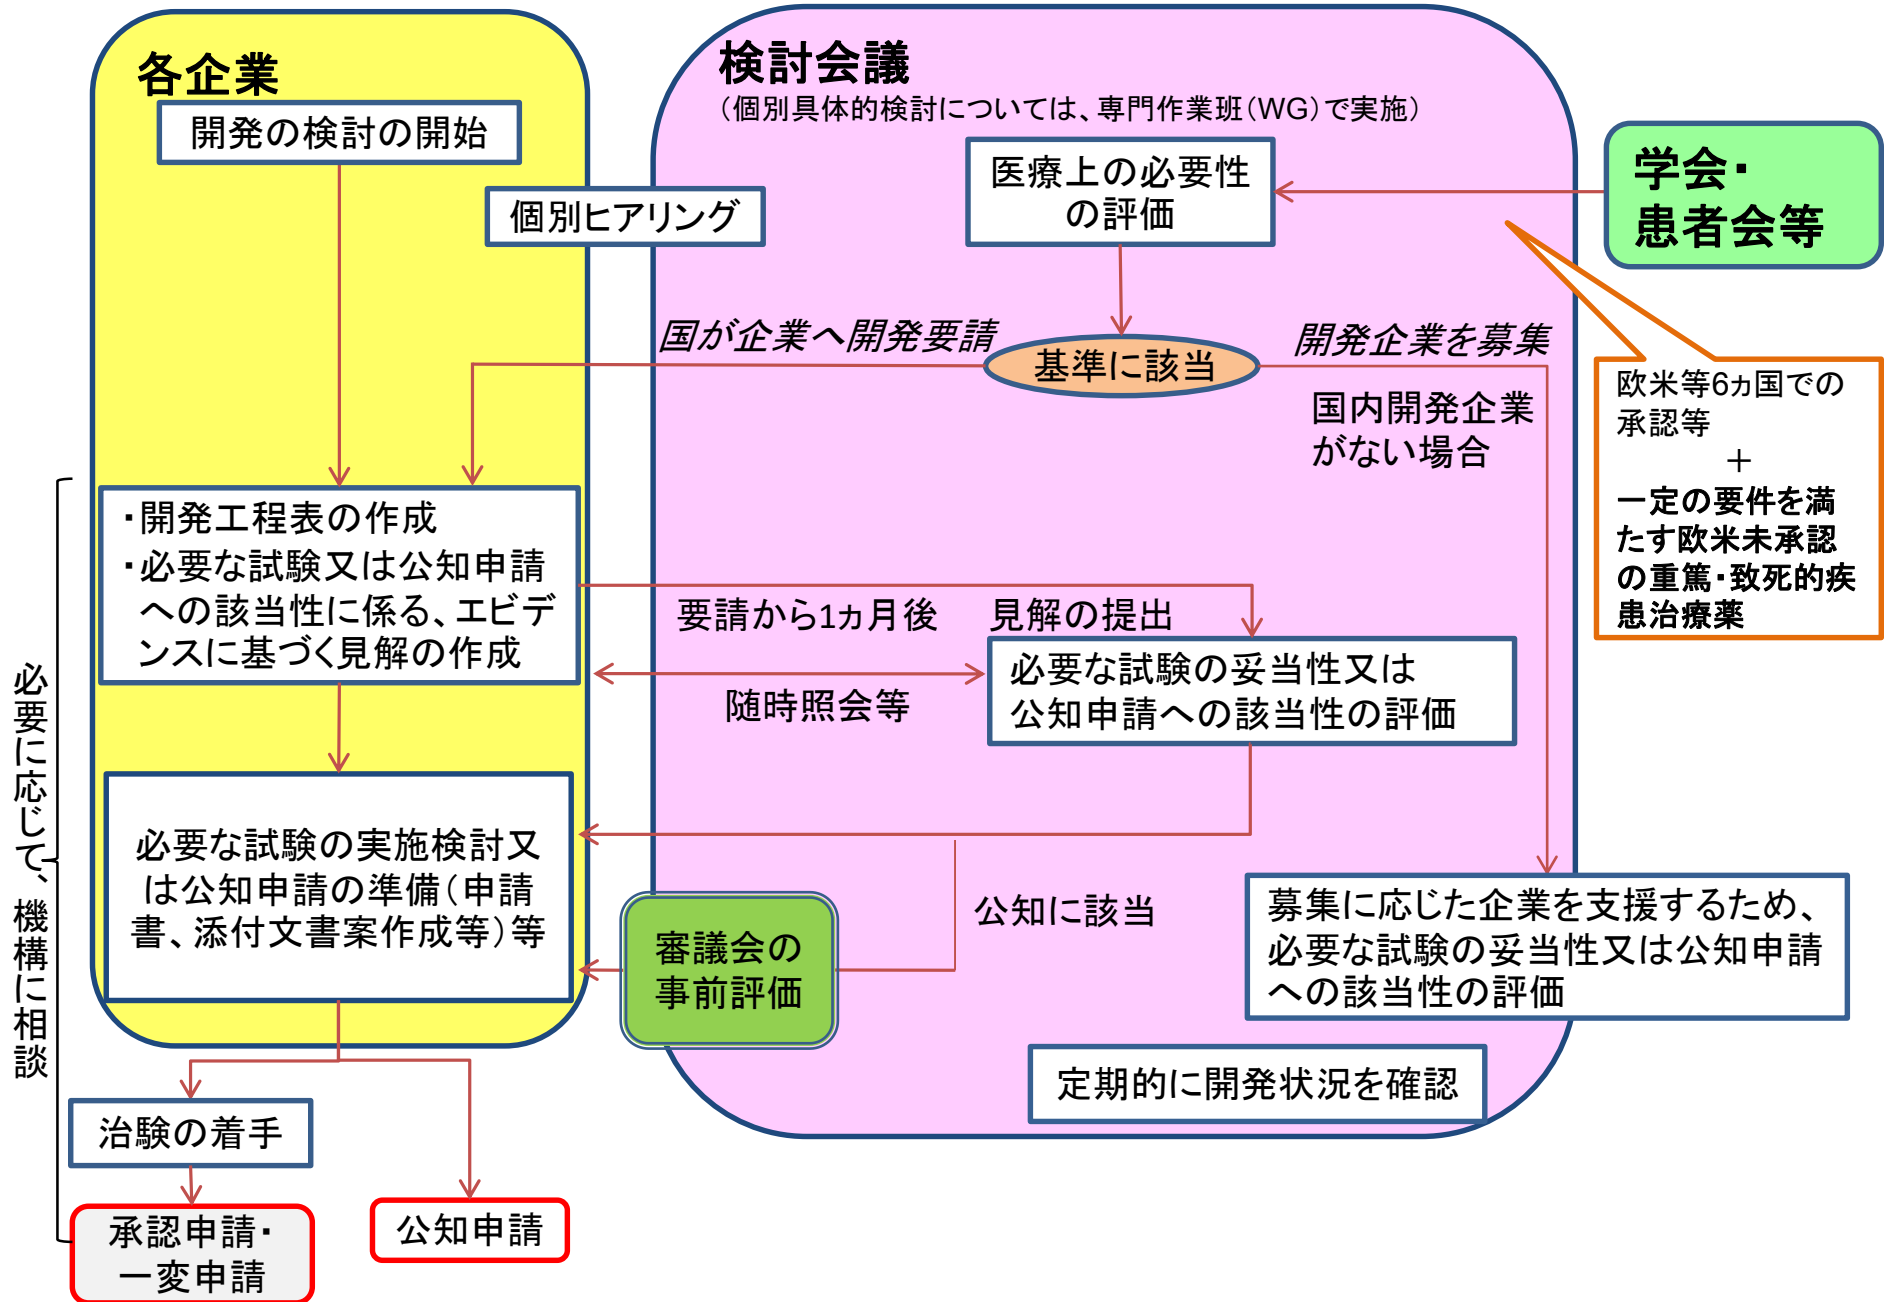 各企業
開発の検討の開始
個別ヒアリング
検討会議
（個別具体的検討については、専門作業班（WG）で実施）
医療上の必要性
の評価
学会・
患者会等
国が企業へ開発要請
基準に該当
開発企業を募集
国内開発企業
がない場合
欧米等6ヵ国での
承認等
＋
一定の要件を満
たす欧米未承認
の重篤・致死的疾
患治療薬
・開発工程表の作成
・必要な試験又は公知申請
への該当性に係る、エビデ
ンスに基づく見解の作成
要請から1ヵ月後
見解の提出
随時照会等
必要な試験の妥当性又は
公知申請への該当性の評価
必要に応じて、機構に相談
必要な試験の実施検討又
は公知申請の準備（申請
書、添付文書案作成等）等
公知に該当
審議会の
事前評価
募集に応じた企業を支援するため、
必要な試験の妥当性又は公知申請
への該当性の評価
定期的に開発状況を確認
治験の着手
承認申請・
一変申請
公知申請